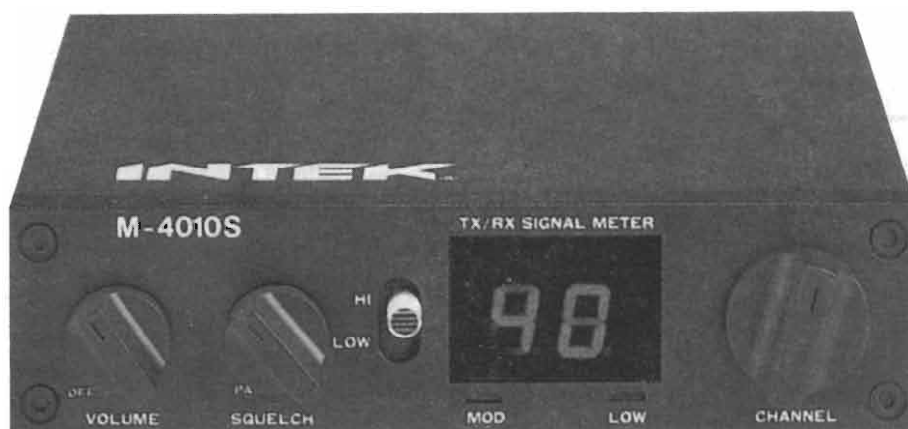 INTEK
M-4010S
TX/RX SIGNAL METER
HI
LOW
98
OFF
PA
VOLUME
SQUELCH
MOD
LOW
CHANNEL